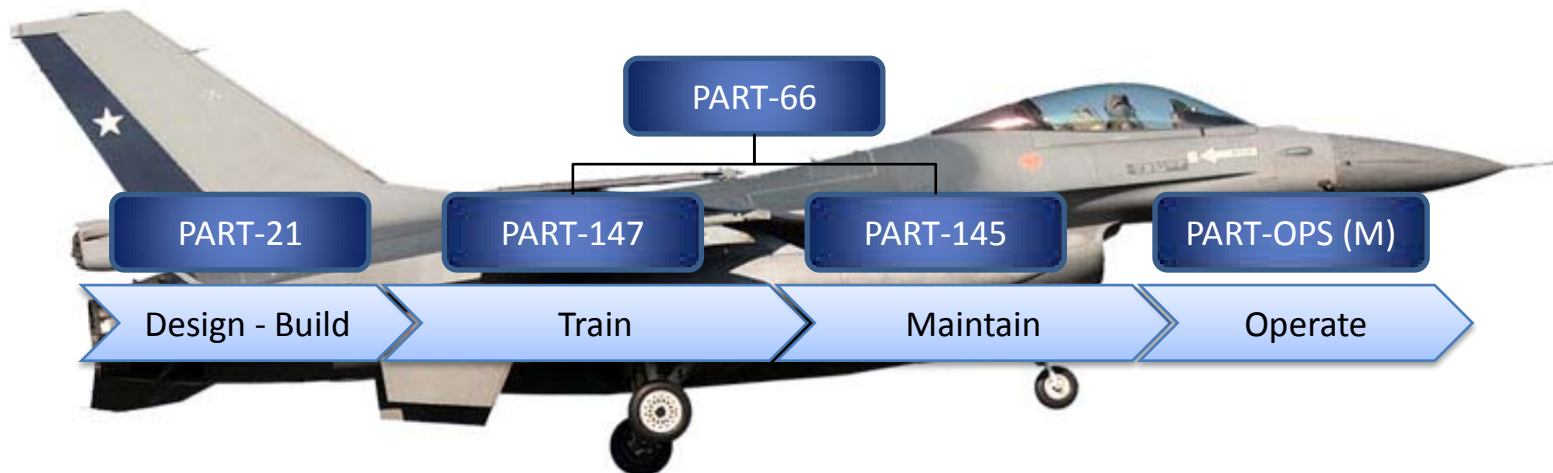 PART-66
PART-21
PART-147
PART-145
PART-OPS (M)
Design - Build
Train
Maintain
Operate